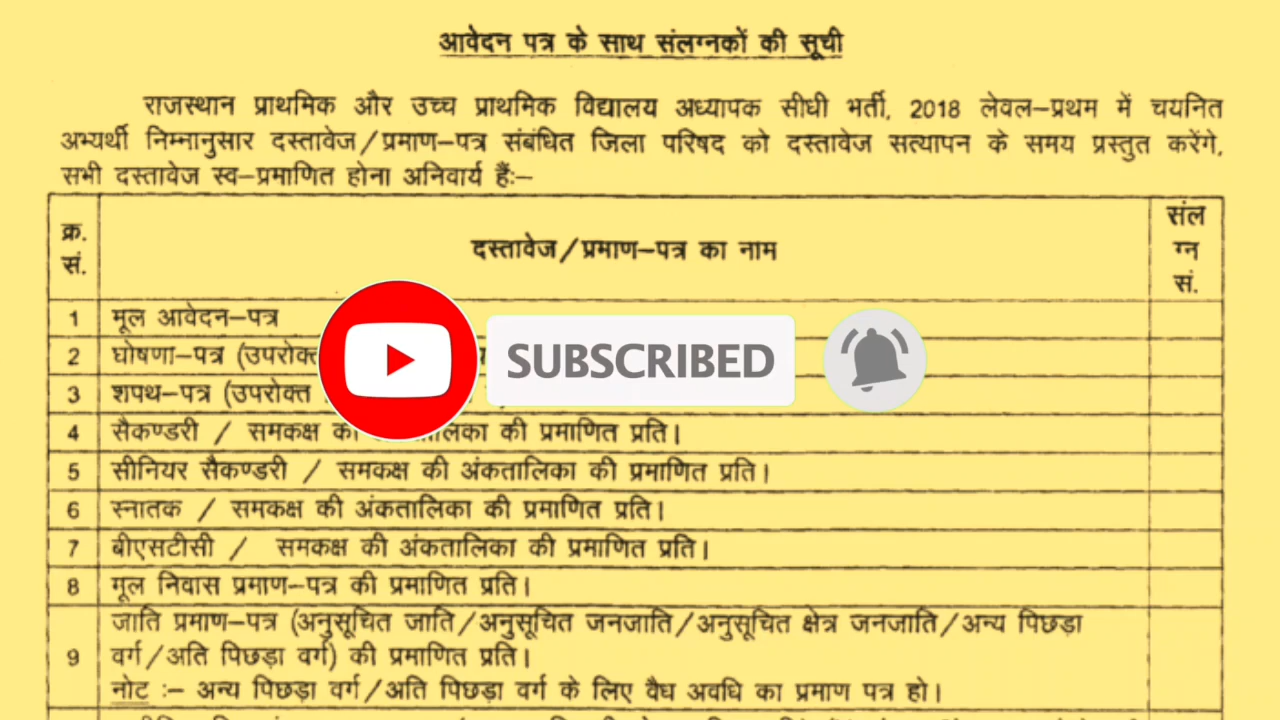 आवेदन पत्र के साथ संलग्नकों की सूची
राजस्थान प्राथमिक और उच्च प्राथमिक विद्यालय अध्यापक सीधी भर्ती, 2018 लेवल–प्रथम में चयनित
अभ्यर्थी निम्नानुसार दस्तावेज/प्रमाण–पत्र संबंधित जिला परिषद को दस्तावेज सत्यापन के समय प्रस्तुत करेंगे,
सभी दस्तावेज स्व–प्रमाणित होना अनिवार्य हैं:–
क्र. सं. दस्तावेज/प्रमाण–पत्र का नाम संल ग्न सं.
1 मूल आवेदन–पत्र
2 घोषणा–पत्र (उपरोक्त
SUBSCRIBED
3 शपथ–पत्र (उपरोक्त
4 सैकण्डरी / समकक्ष की अंकतालिका की प्रमाणित प्रति।
5 सीनियर सैकण्डरी / समकक्ष की अंकतालिका की प्रमाणित प्रति।
6 स्नातक / समकक्ष की अंकतालिका की प्रमाणित प्रति।
7 बीएसटीसी / समकक्ष की अंकतालिका की प्रमाणित प्रति।
8 मूल निवास प्रमाण–पत्र की प्रमाणित प्रति।
9 जाति प्रमाण–पत्र (अनुसूचित जाति/अनुसूचित जनजाति/अनुसूचित क्षेत्र जनजाति/अन्य पिछड़ा
वर्ग/अति पिछड़ा वर्ग) की प्रमाणित प्रति।
नोट :– अन्य पिछड़ा वर्ग/अति पिछड़ा वर्ग के लिए वैध अवधि का प्रमाण पत्र हो।